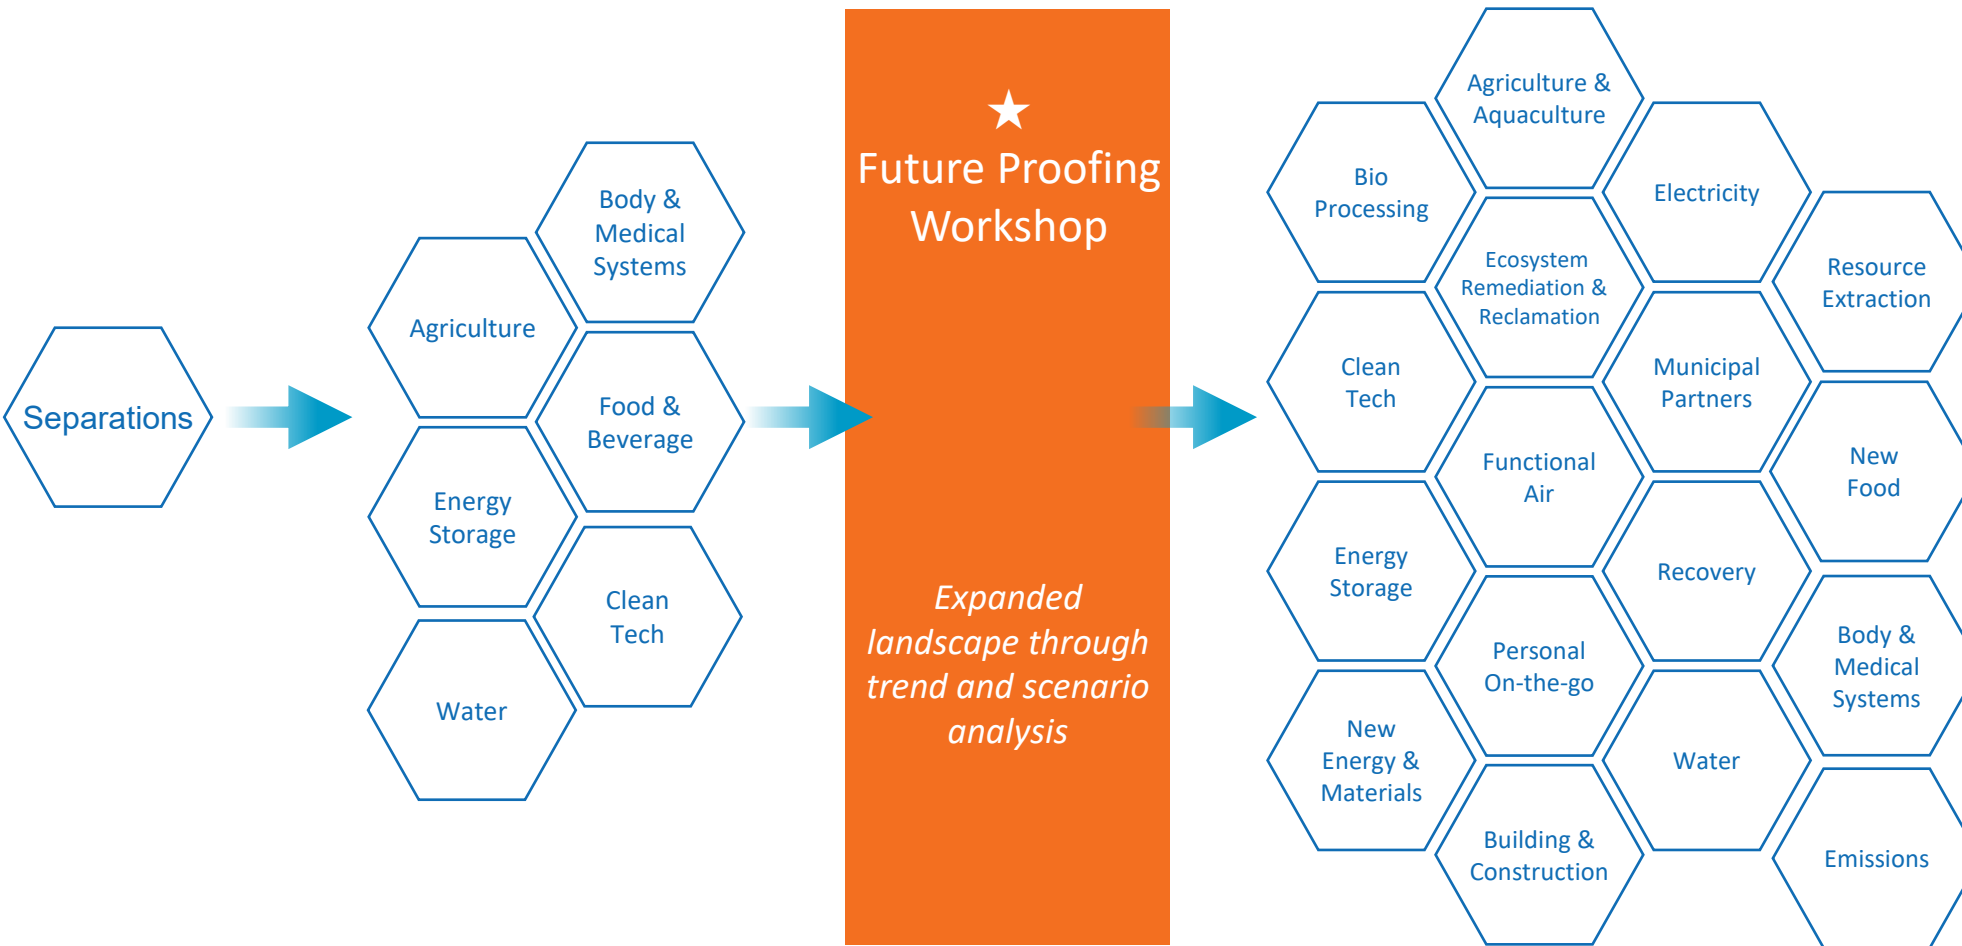 Separations
Body &
Medical
Systems
Agriculture
Food &
Beverage
Energy
Storage
Clean
Tech
Water
Future Proofing
Workshop
Expanded
landscape through
trend and scenario
analysis
Agriculture &
Aquaculture
Bio
Processing
Electricity
Ecosystem
Remediation &
Reclamation
Resource
Extraction
Clean
Tech
Municipal
Partners
Functional
Air
New
Food
Energy
Storage
Recovery
Personal
On-the-go
Body &
Medical
Systems
New
Energy &
Materials
Water
Building &
Construction
Emissions